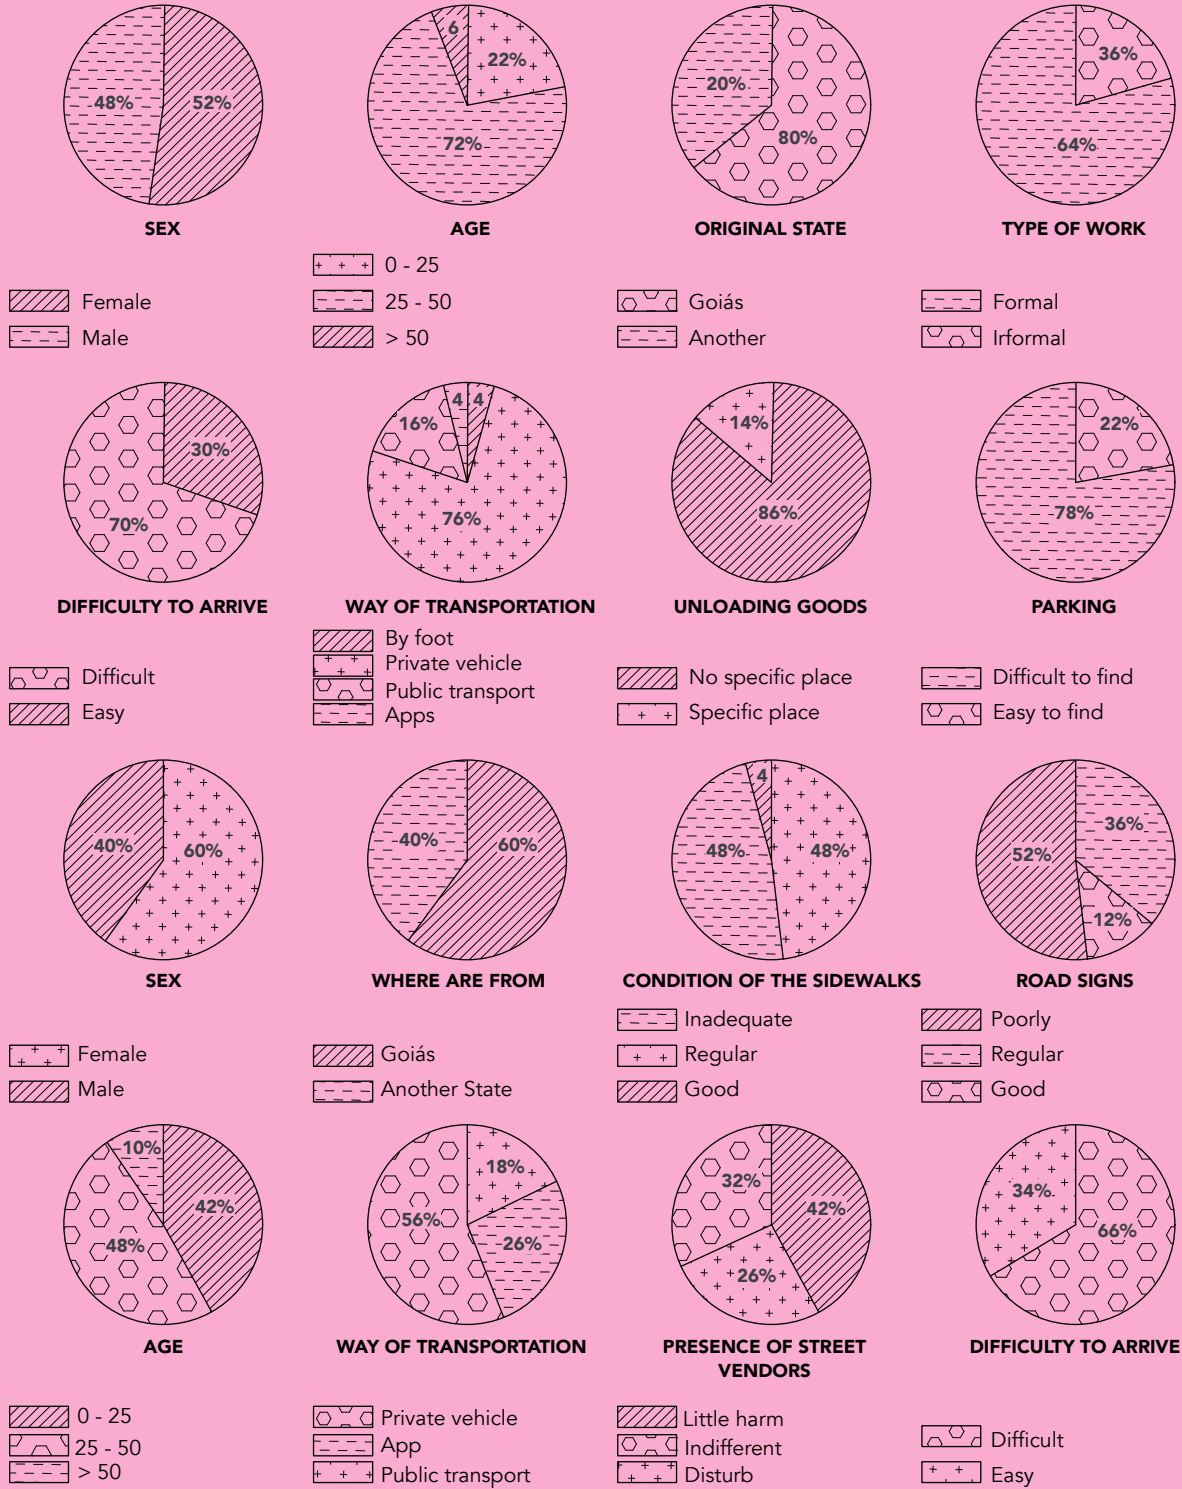 48%
52%
SEX
Female
Male
6
22%
72%
AGE
0 - 25
25 - 50
> 50
20%
80%
ORIGINAL STATE
Goiás
Another
36%
64%
TYPE OF WORK
Formal
Irformal
30%
70%
DIFFICULTY TO ARRIVE
Difficult
Easy
4
4
16%
76%
WAY OF TRANSPORTATION
By foot
Private vehicle
Public transport
Apps
14%
86%
UNLOADING GOODS
No specific place
Specific place
22%
78%
PARKING
Difficult to find
Easy to find
40%
60%
SEX
Female
Male
40%
60%
WHERE ARE FROM
Goiás
Another State
4
48%
48%
CONDITION OF THE SIDEWALKS
Inadequate
Regular
Good
36%
52%
12%
ROAD SIGNS
Poorly
Regular
Good
10%
42%
48%
AGE
0 - 25
25 - 50
> 50
18%
56%
26%
WAY OF TRANSPORTATION
Private vehicle
App
Public transport
32%
42%
26%
PRESENCE OF STREET
VENDORS
Little harm
Indifferent
Disturb
34%
66%
DIFFICULTY TO ARRIVE
Difficult
Easy